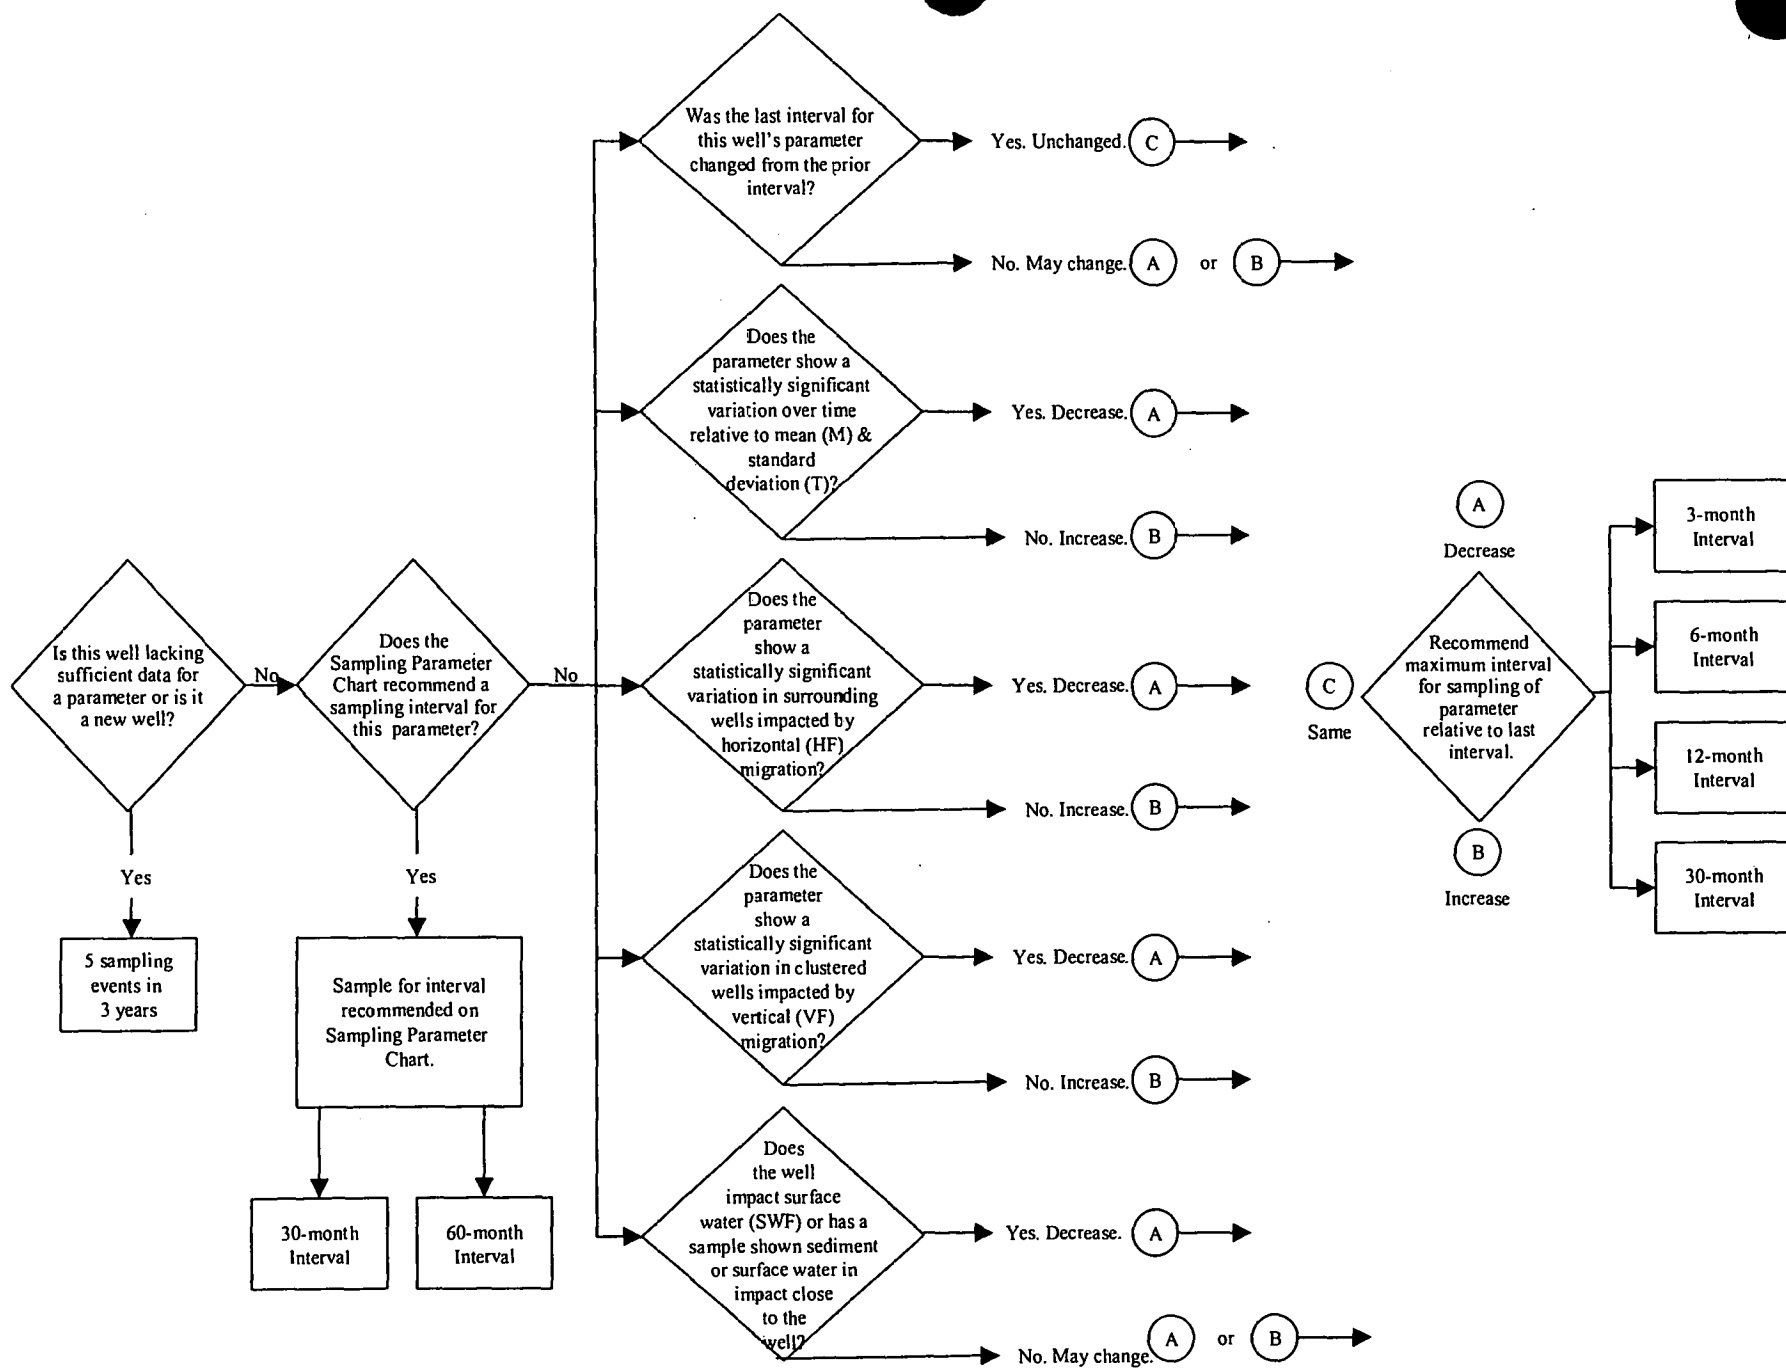 Was the last interval for
this well's parameter
changed from the prior
interval?
Yes. Unchanged. C
No. May change. A or B
Does the
parameter show a
statistically significant
variation over time
relative to mean (M) &
standard
deviation (T)?
Yes. Decrease. A
No. Increase. B
Is this well lacking
sufficient data for
a parameter or is it
a new well?
No
Yes
5 sampling
events in
3 years
Does the
Sampling Parameter
Chart recommend a
sampling interval for
this parameter?
No
Yes
Sample for interval
recommended on
Sampling Parameter
Chart.
30-month
Interval
60-month
Interval
Does the
parameter
show a
statistically significant
variation in surrounding
wells impacted by
horizontal (HF)
migration?
Yes. Decrease. A
No. Increase. B
Does the
parameter
show a
statistically significant
variation in clustered
wells impacted by
vertical (VF)
migration?
Yes. Decrease. A
No. Increase. B
Does
the well
impact surface
water (SWF) or has a
sample shown sediment
or surface water in
impact close
to the
well?
Yes. Decrease. A
No. May change. A or B
A
Decrease
C
Same
Recommend
maximum interval
for sampling of
parameter
relative to last
interval.
B
Increase
3-month
Interval
6-month
Interval
12-month
Interval
30-month
Interval